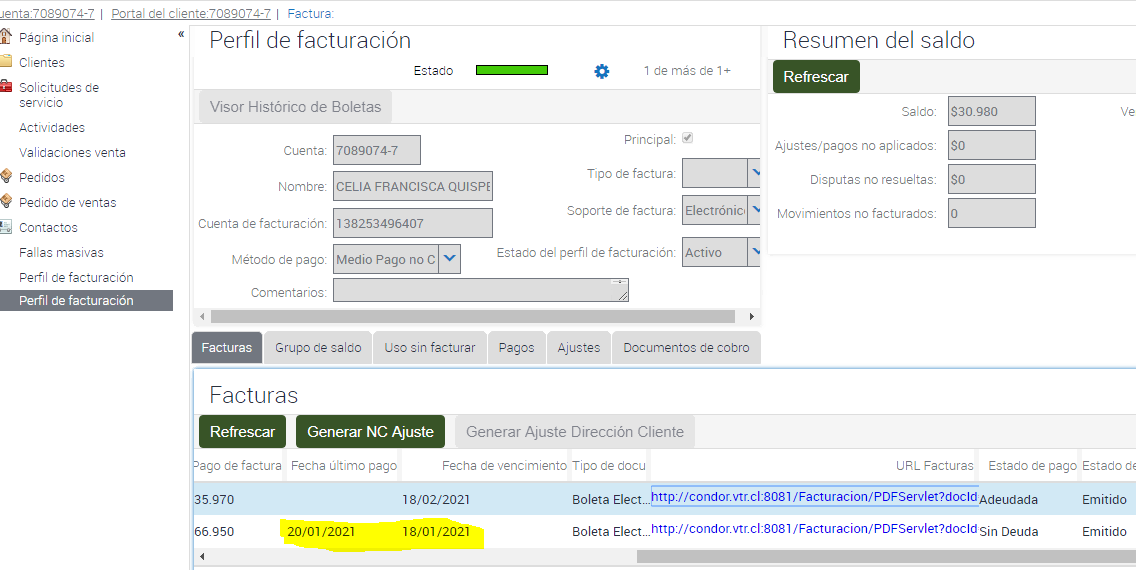 uenta:7089074-7 | Portal del cliente:7089074-7 | Factura:
Página inicial
«
Clientes
Solicitudes de
servicio
Actividades
Validaciones venta
Pedidos
Pedido de ventas
Contactos
Fallas masivas
Perfil de facturación
Perfil de facturación
Perfil de facturación
Estado
1 de más de 1+
Visor Histórico de Boletas
Cuenta: 7089074-7
Nombre: CELIA FRANCISCA QUISPE
Cuenta de facturación: 138253496407
Método de pago: Medio Pago no C
Comentarios:
Principal:
Tipo de factura:
Soporte de factura: Electrónic
Estado del perfil de facturación: Activo
Resumen del saldo
Refrescar
Saldo: $30.980
Ve
Ajustes/pagos no aplicados: $0
Disputas no resueltas: $0
Movimientos no facturados: 0
Facturas Grupo de saldo Uso sin facturar Pagos Ajustes Documentos de cobro
Facturas
Refrescar Generar NC Ajuste Generar Ajuste Dirección Cliente
Pago de factura Fecha último pago Fecha de vencimiento Tipo de docu URL Facturas Estado de pago Estado de
35.970 18/02/2021 Boleta Elect... http://condor.vtr.cl:8081/Facturacion/PDFServlet?docId Adeudada Emitido
66.950 20/01/2021 18/01/2021 Boleta Elect... http://condor.vtr.cl:8081/Facturacion/PDFServlet?docId Sin Deuda Emitido